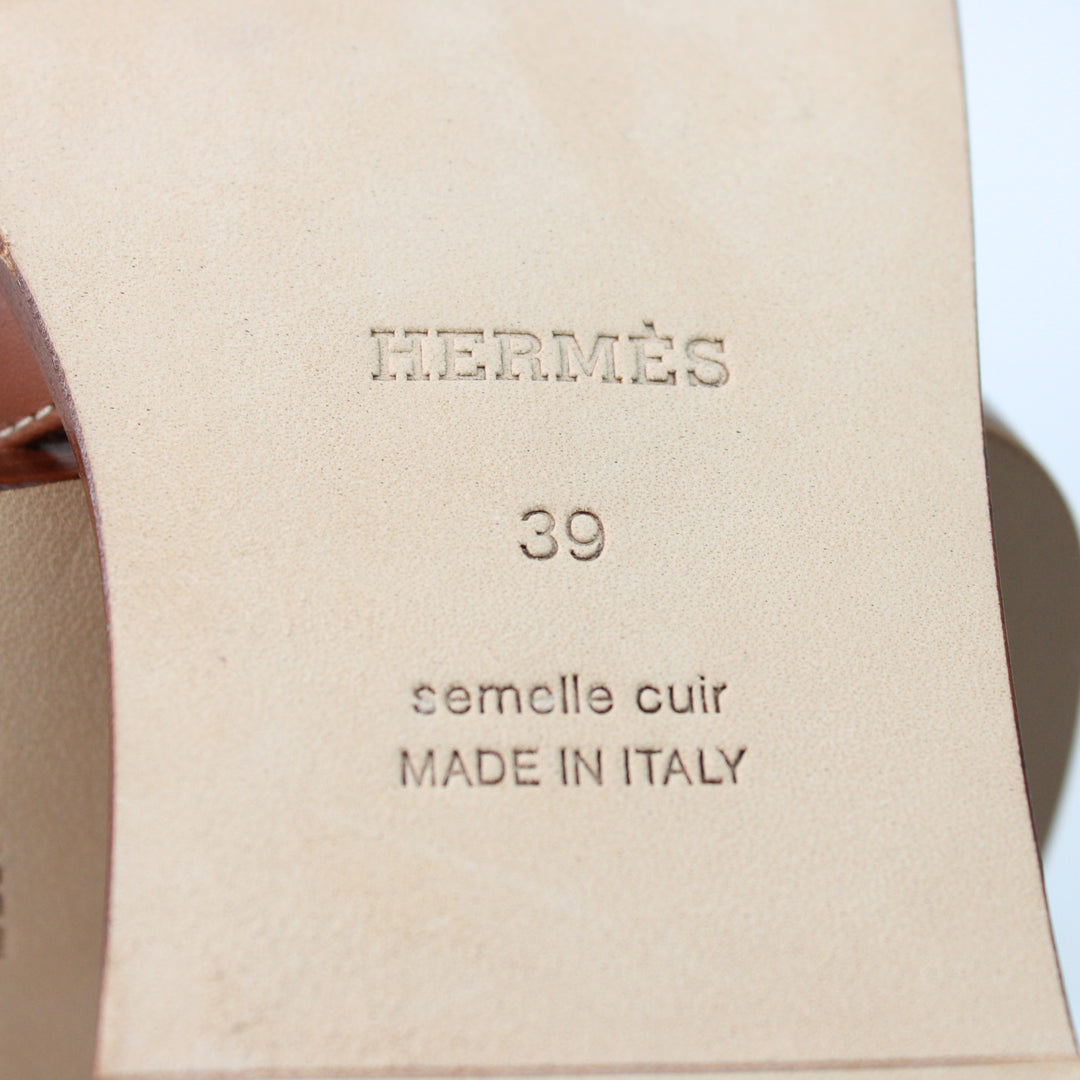 HERMÈS
39
semelle cuir
MADE IN ITALY